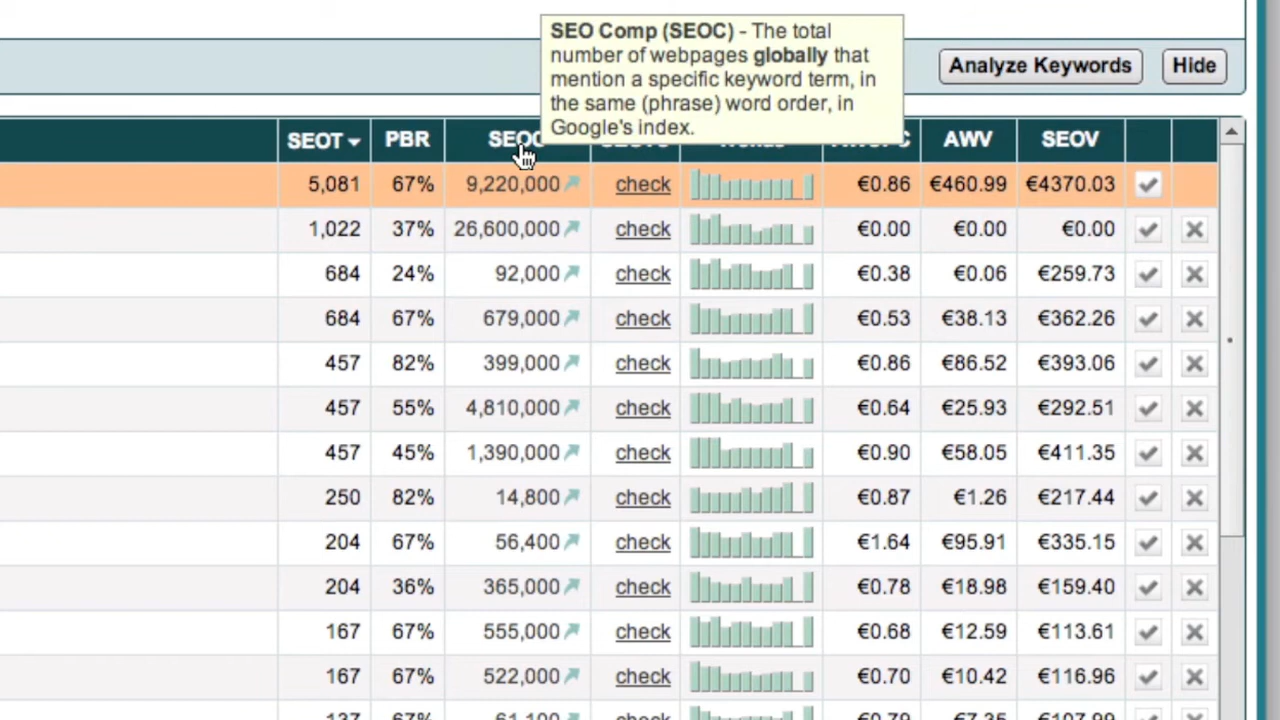 SEO Comp (SEOC) - The total
number of webpages globally that
mention a specific keyword term, in
the same (phrase) word order, in
Google's index.
Analyze Keywords Hide
SEOT PBR SEOC AWV SEOV
5,081 67% 9,220,000 check €0.86 €460.99 €4370.03
1,022 37% 26,600,000 check €0.00 €0.00 €0.00
684 24% 92,000 check €0.38 €0.06 €259.73
684 67% 679,000 check €0.53 €38.13 €362.26
457 82% 399,000 check €0.86 €86.52 €393.06
457 55% 4,810,000 check €0.64 €25.93 €292.51
457 45% 1,390,000 check €0.90 €58.05 €411.35
250 82% 14,800 check €0.87 €1.26 €217.44
204 67% 56,400 check €1.64 €95.91 €335.15
204 36% 365,000 check €0.78 €18.98 €159.40
167 67% 555,000 check €0.68 €12.59 €113.61
167 67% 522,000 check €0.70 €10.42 €116.96